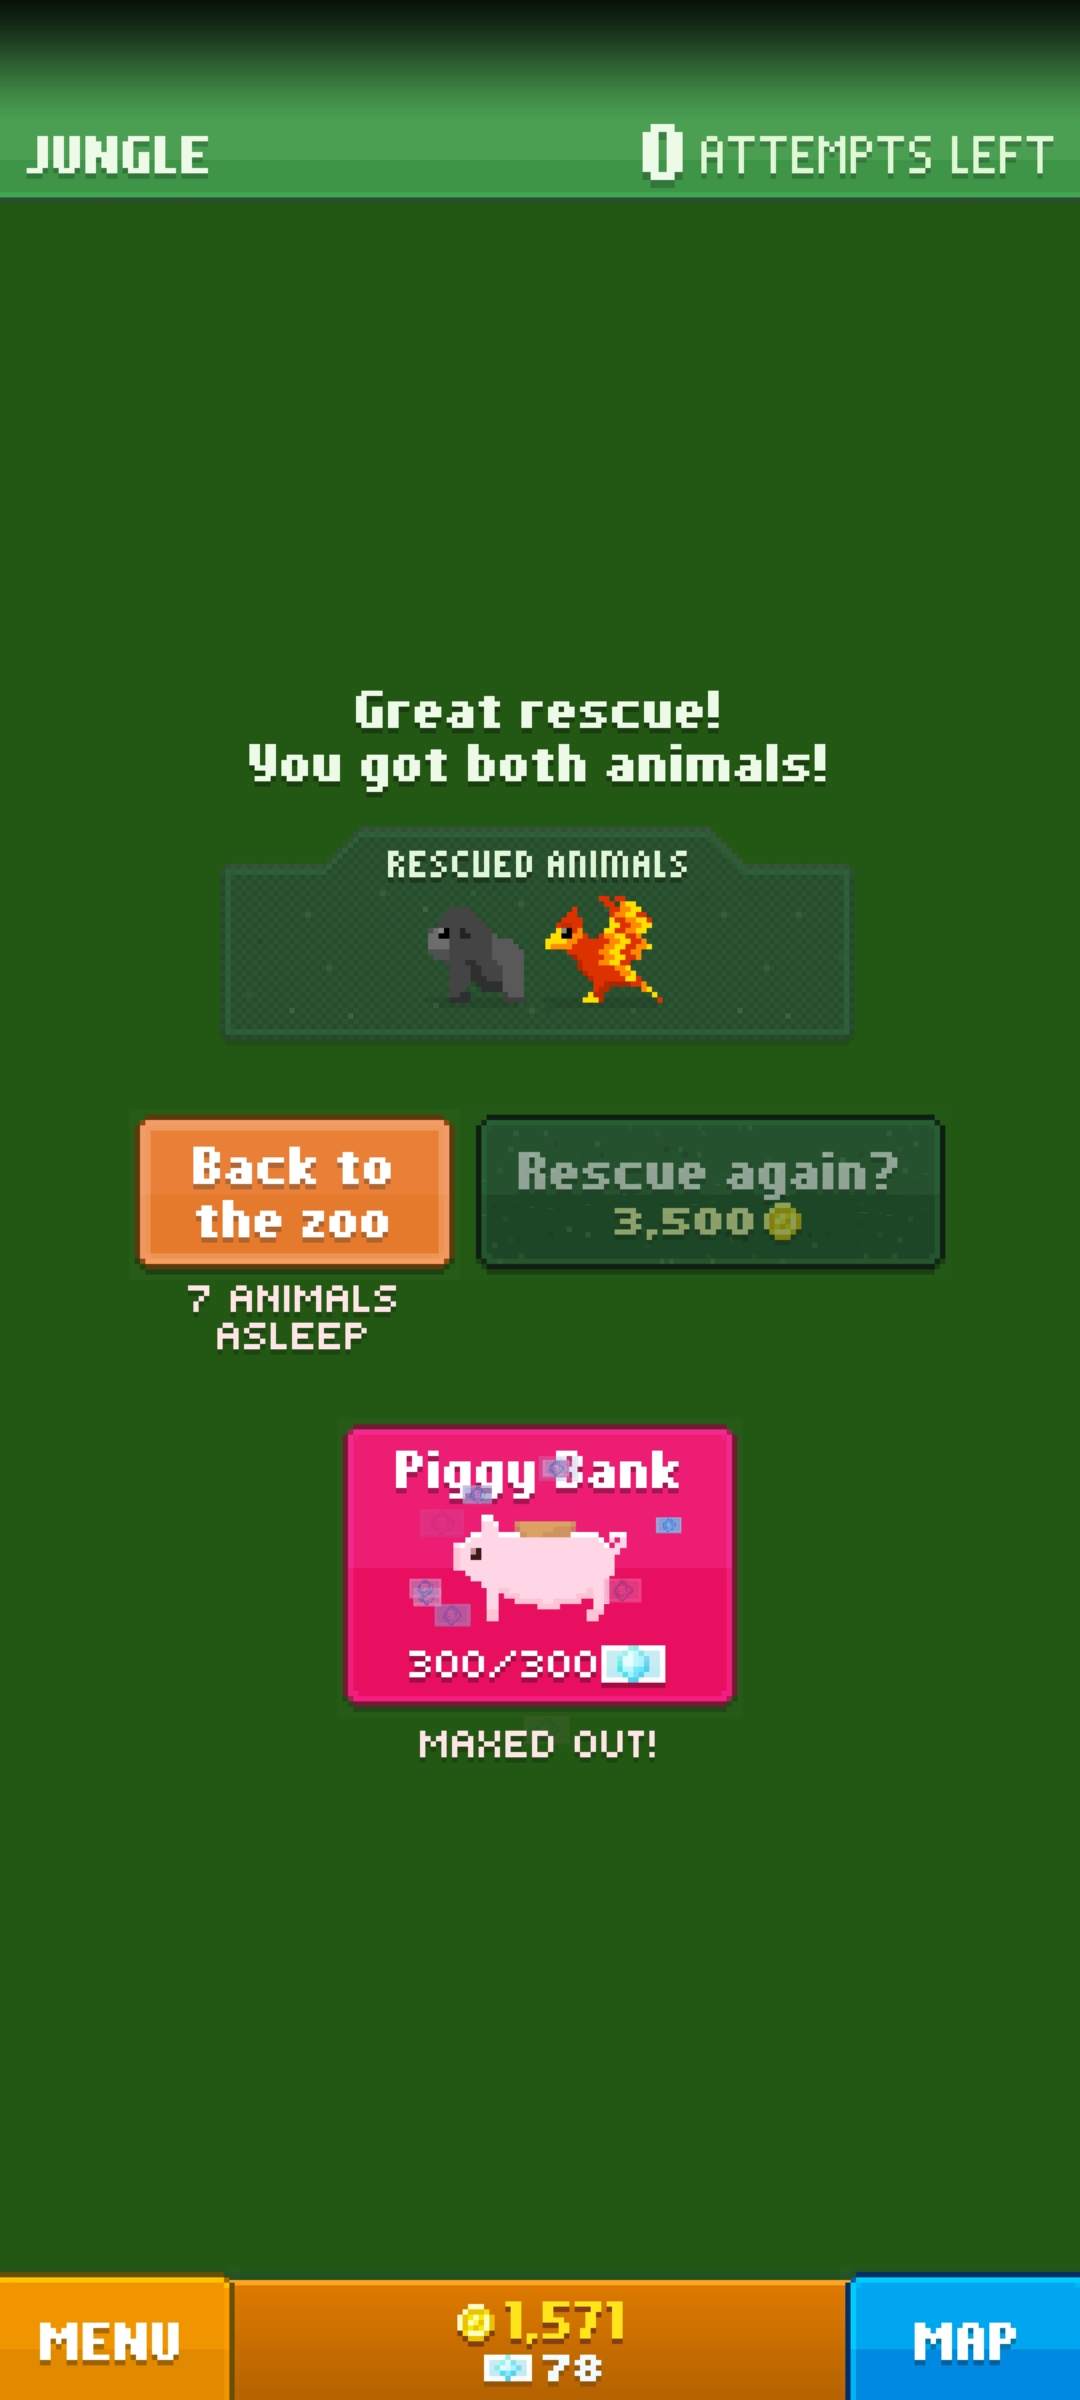 JUNGLE
0 ATTEMPTS LEFT
Great rescue!
You got both animals!
RESCUED ANIMALS
Back to
the zoo
Rescue again?
3,500
7 ANIMALS
ASLEEP
Piggy Bank
300/300
MAXED OUT!
MENU
1,571
78
MAP